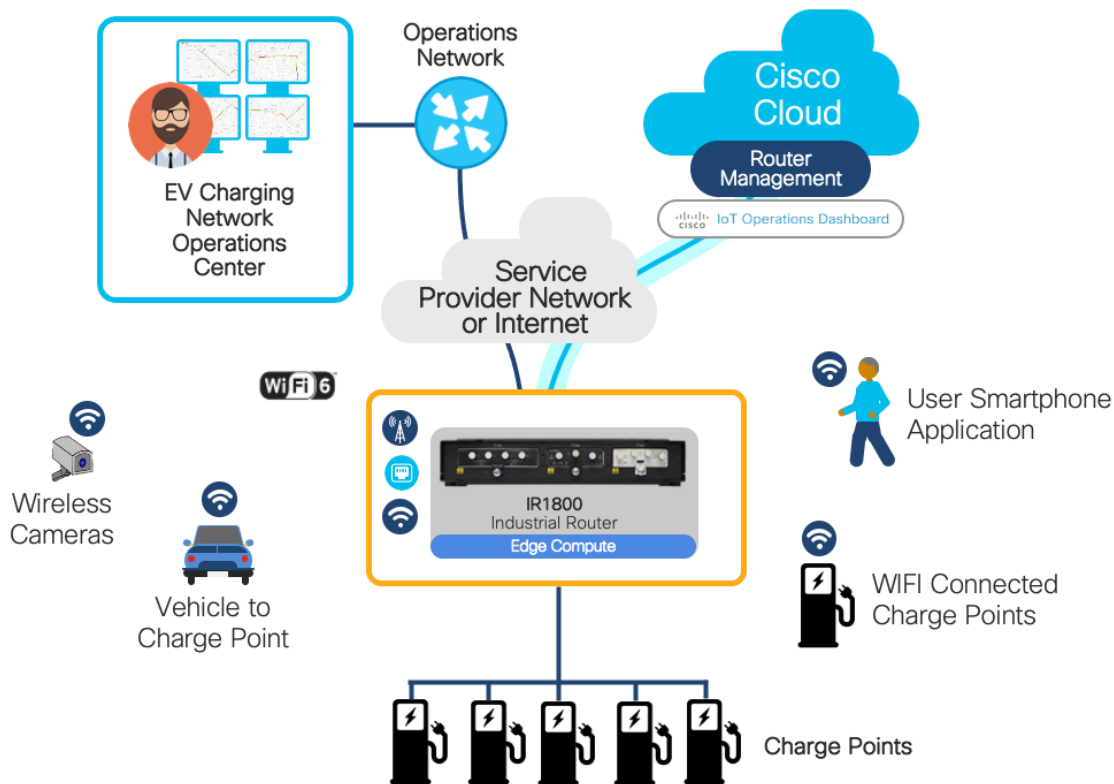 Operations
Network
EV Charging
Network
Operations
Center
Cisco
Cloud
Router
Management
CISCO IoT Operations Dashboard
Service
Provider Network
or Internet
WiFi 6
IR1800
Industrial Router
Edge Compute
Wireless
Cameras
Vehicle to
Charge Point
User Smartphone
Application
WIFI Connected
Charge Points
Charge Points